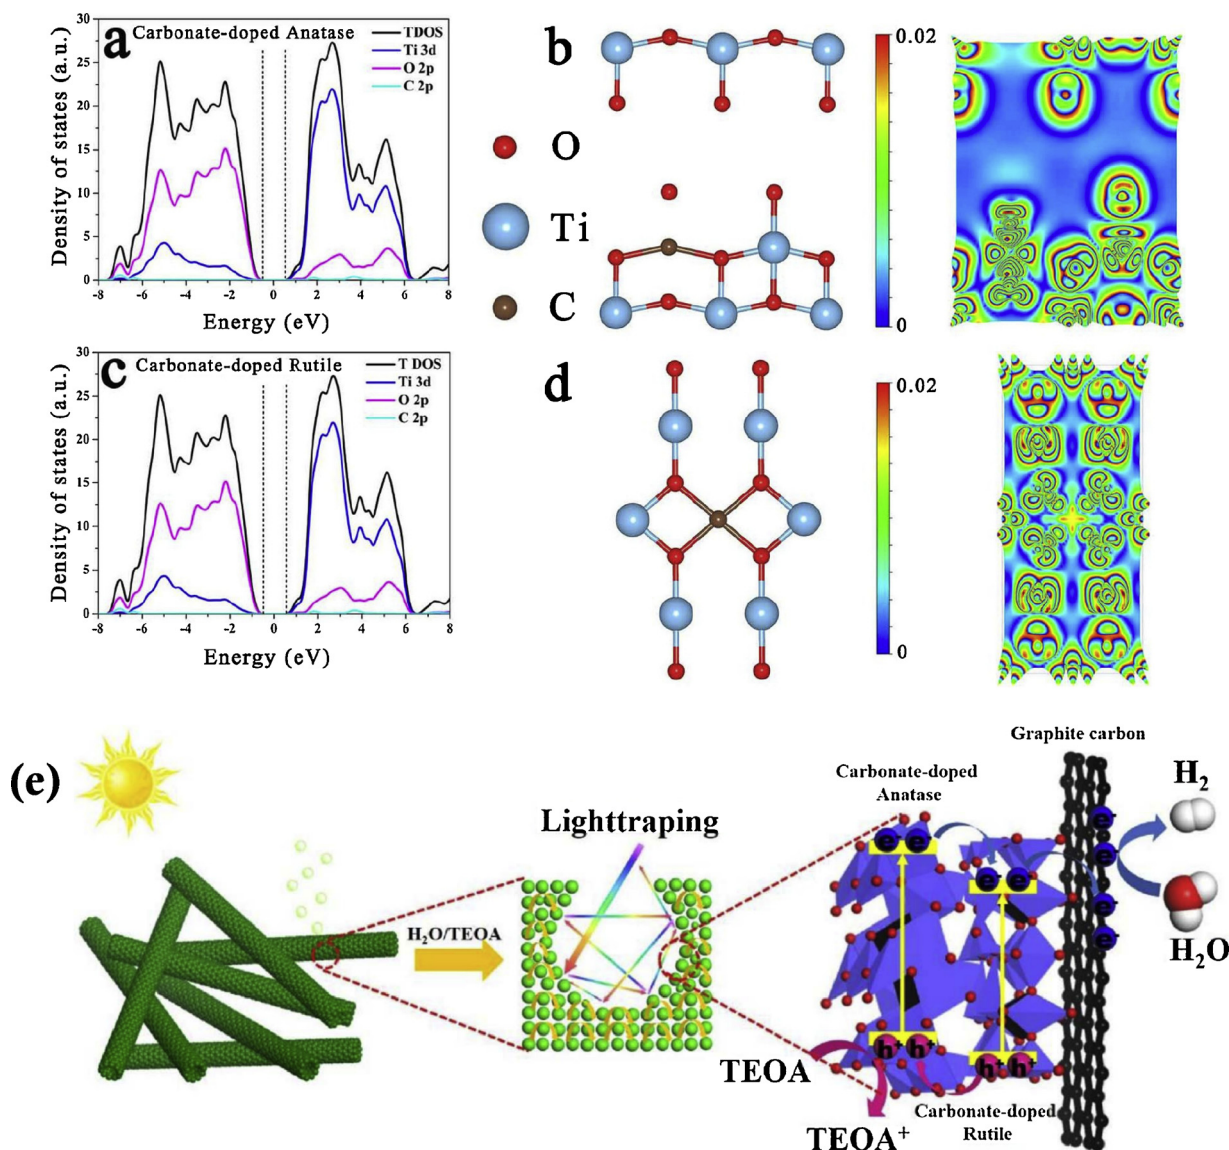 a
Carbonate-doped Anatase
TDOS
Ti 3d
O 2p
C 2p
Density of states (a.u.)
30
25
20
15
10
5
0
-8 -6 -4 -2 0 2 4 6 8
Energy (eV)
b
O
Ti
C
0.02
0
c
Carbonate-doped Rutile
T DOS
Ti 3d
O 2p
C 2p
Density of states (a.u.)
30
25
20
15
10
5
0
-8 -6 -4 -2 0 2 4 6 8
Energy (eV)
d
0.02
0
(e)
H2O/TEOA
Lighttraping
Carbonate-doped
Anatase
Graphite carbon
e- e-
e- e-
e-
e-
e-
e-
H2
H2O
h+ h+
h+ h+
TEOA
TEOA+
Carbonate-doped
Rutile